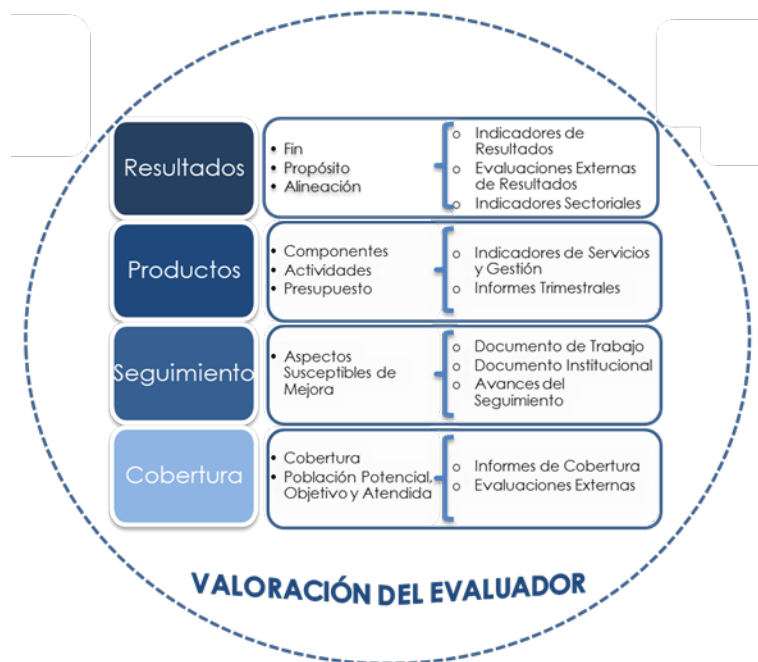 Resultados
• Fin
• Propósito
• Alineación
o Indicadores de
Resultados
o Evaluaciones Externas
de Resultados
o Indicadores Sectoriales
Productos
• Componentes
• Actividades
• Presupuesto
o Indicadores de Servicios
y Gestión
o Informes Trimestrales
Seguimiento
• Aspectos
Susceptibles de
Mejora
o Documento de Trabajo
o Documento Institucional
o Avances del
Seguimiento
Cobertura
• Cobertura
• Población Potencial,
Objetivo y Atendida
o Informes de Cobertura
o Evaluaciones Externas
VALORACIÓN DEL EVALUADOR